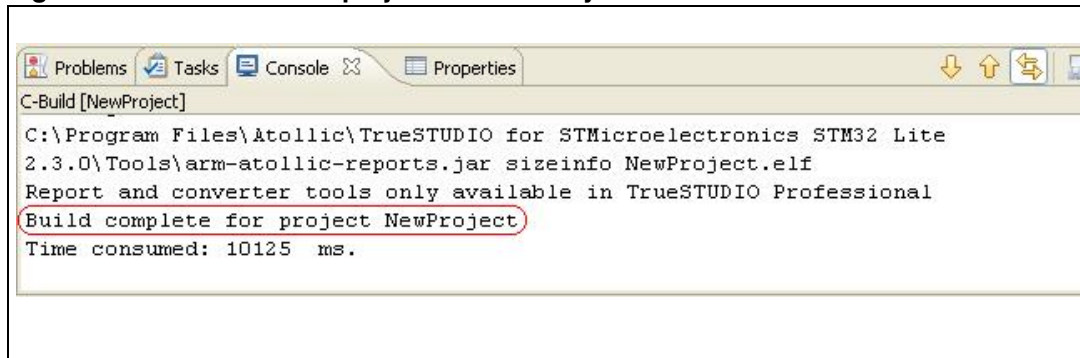 Problems Tasks Console Properties
C-Build [NewProject]
C:\Program Files\Atollic\TrueSTUDIO for STMicroelectronics STM32 Lite
2.3.0\Tools\arm-atollic-reports.jar sizeinfo NewProject.elf
Report and converter tools only available in TrueSTUDIO Professional
Build complete for project NewProject
Time consumed: 10125  ms.